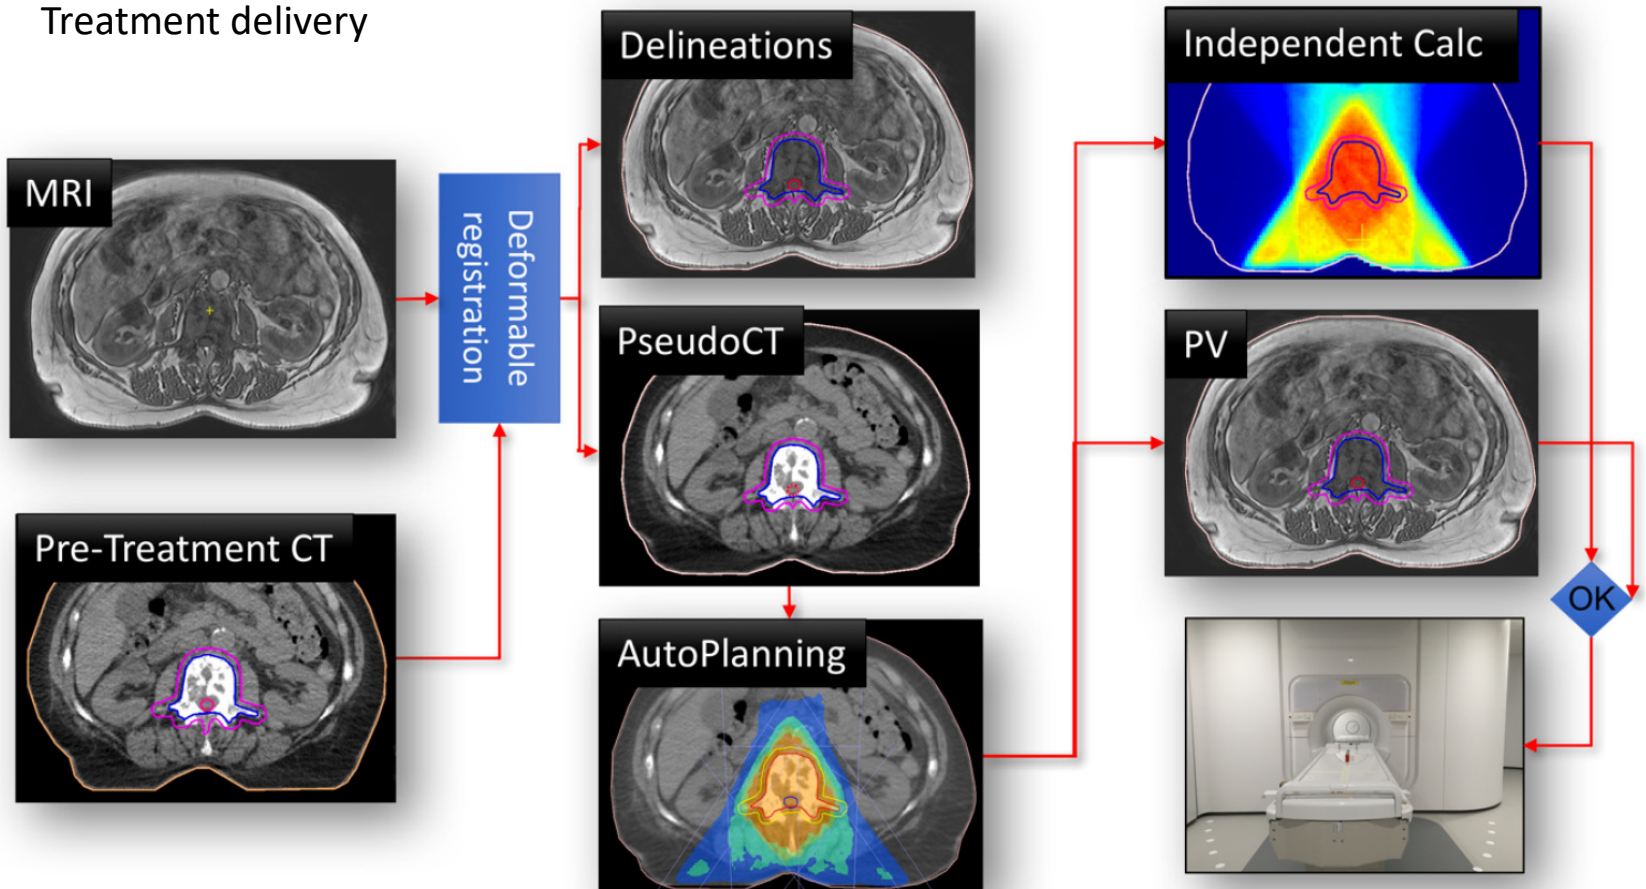 Treatment delivery
MRI
Pre-Treatment CT
Deformable
registration
Delineations
PseudoCT
AutoPlanning
Independent Calc
PV
OK